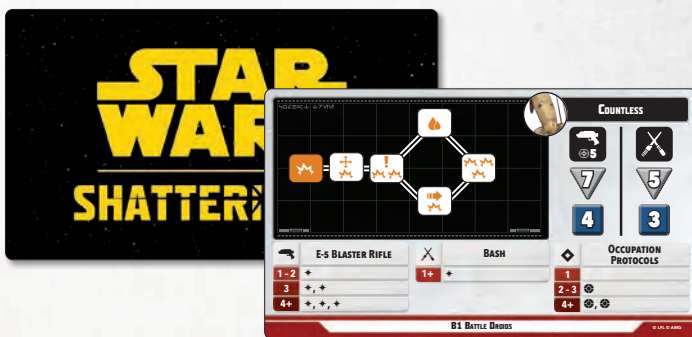 STAR
WAR
SHATTER
COUNTLESS
5
7
5
4
3
E-5 BLASTER RIFLE
1-2
3
4+
BASH
1+
OCCUPATION
PROTOCOLS
1
2-3
4+
B1 BATTLE DROIDS
© LFL © AMG